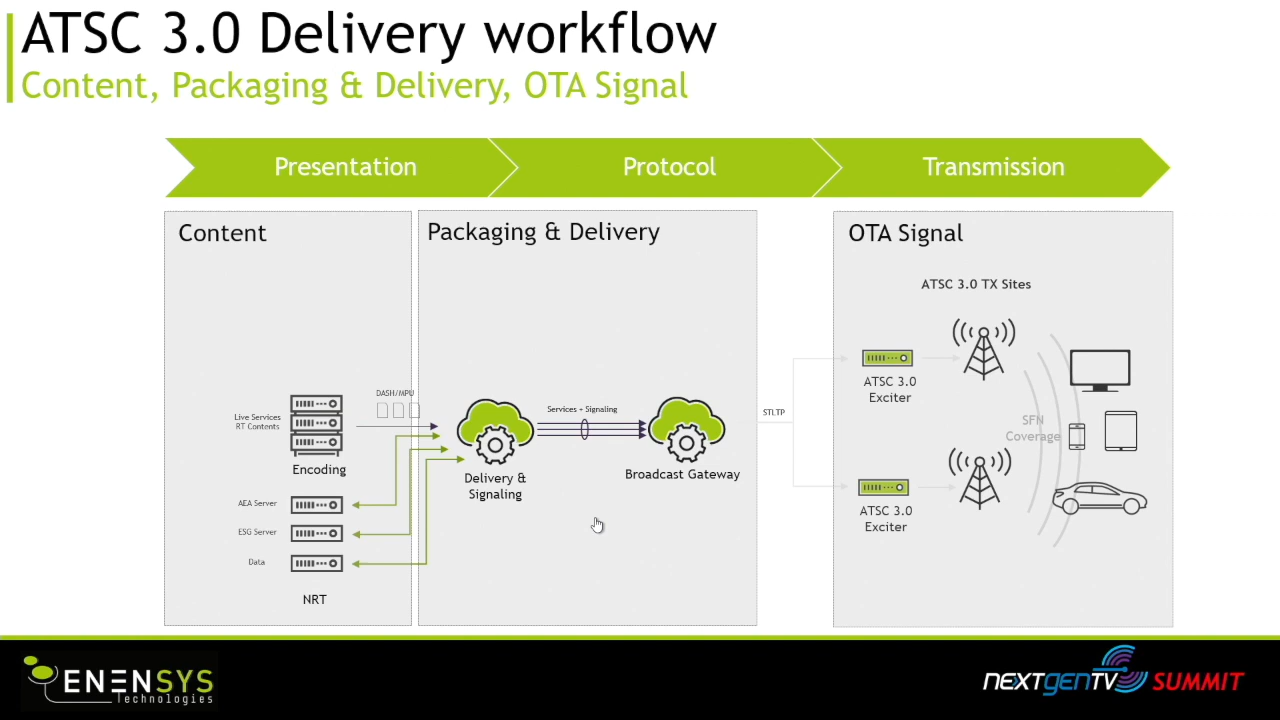 ATSC 3.0 Delivery workflow
Content, Packaging & Delivery, OTA Signal
Presentation
Protocol
Transmission
Content
Packaging & Delivery
OTA Signal
ATSC 3.0 TX Sites
DASH/MPU
Live Services
RT Contents
Encoding
AEA Server
ESG Server
Data
NRT
Delivery &
Signaling
Services + Signaling
Broadcast Gateway
STLTP
ATSC 3.0
Exciter
ATSC 3.0
Exciter
SFN
Coverage
ENENSYS
Technologies
NEXTGENTV SUMMIT